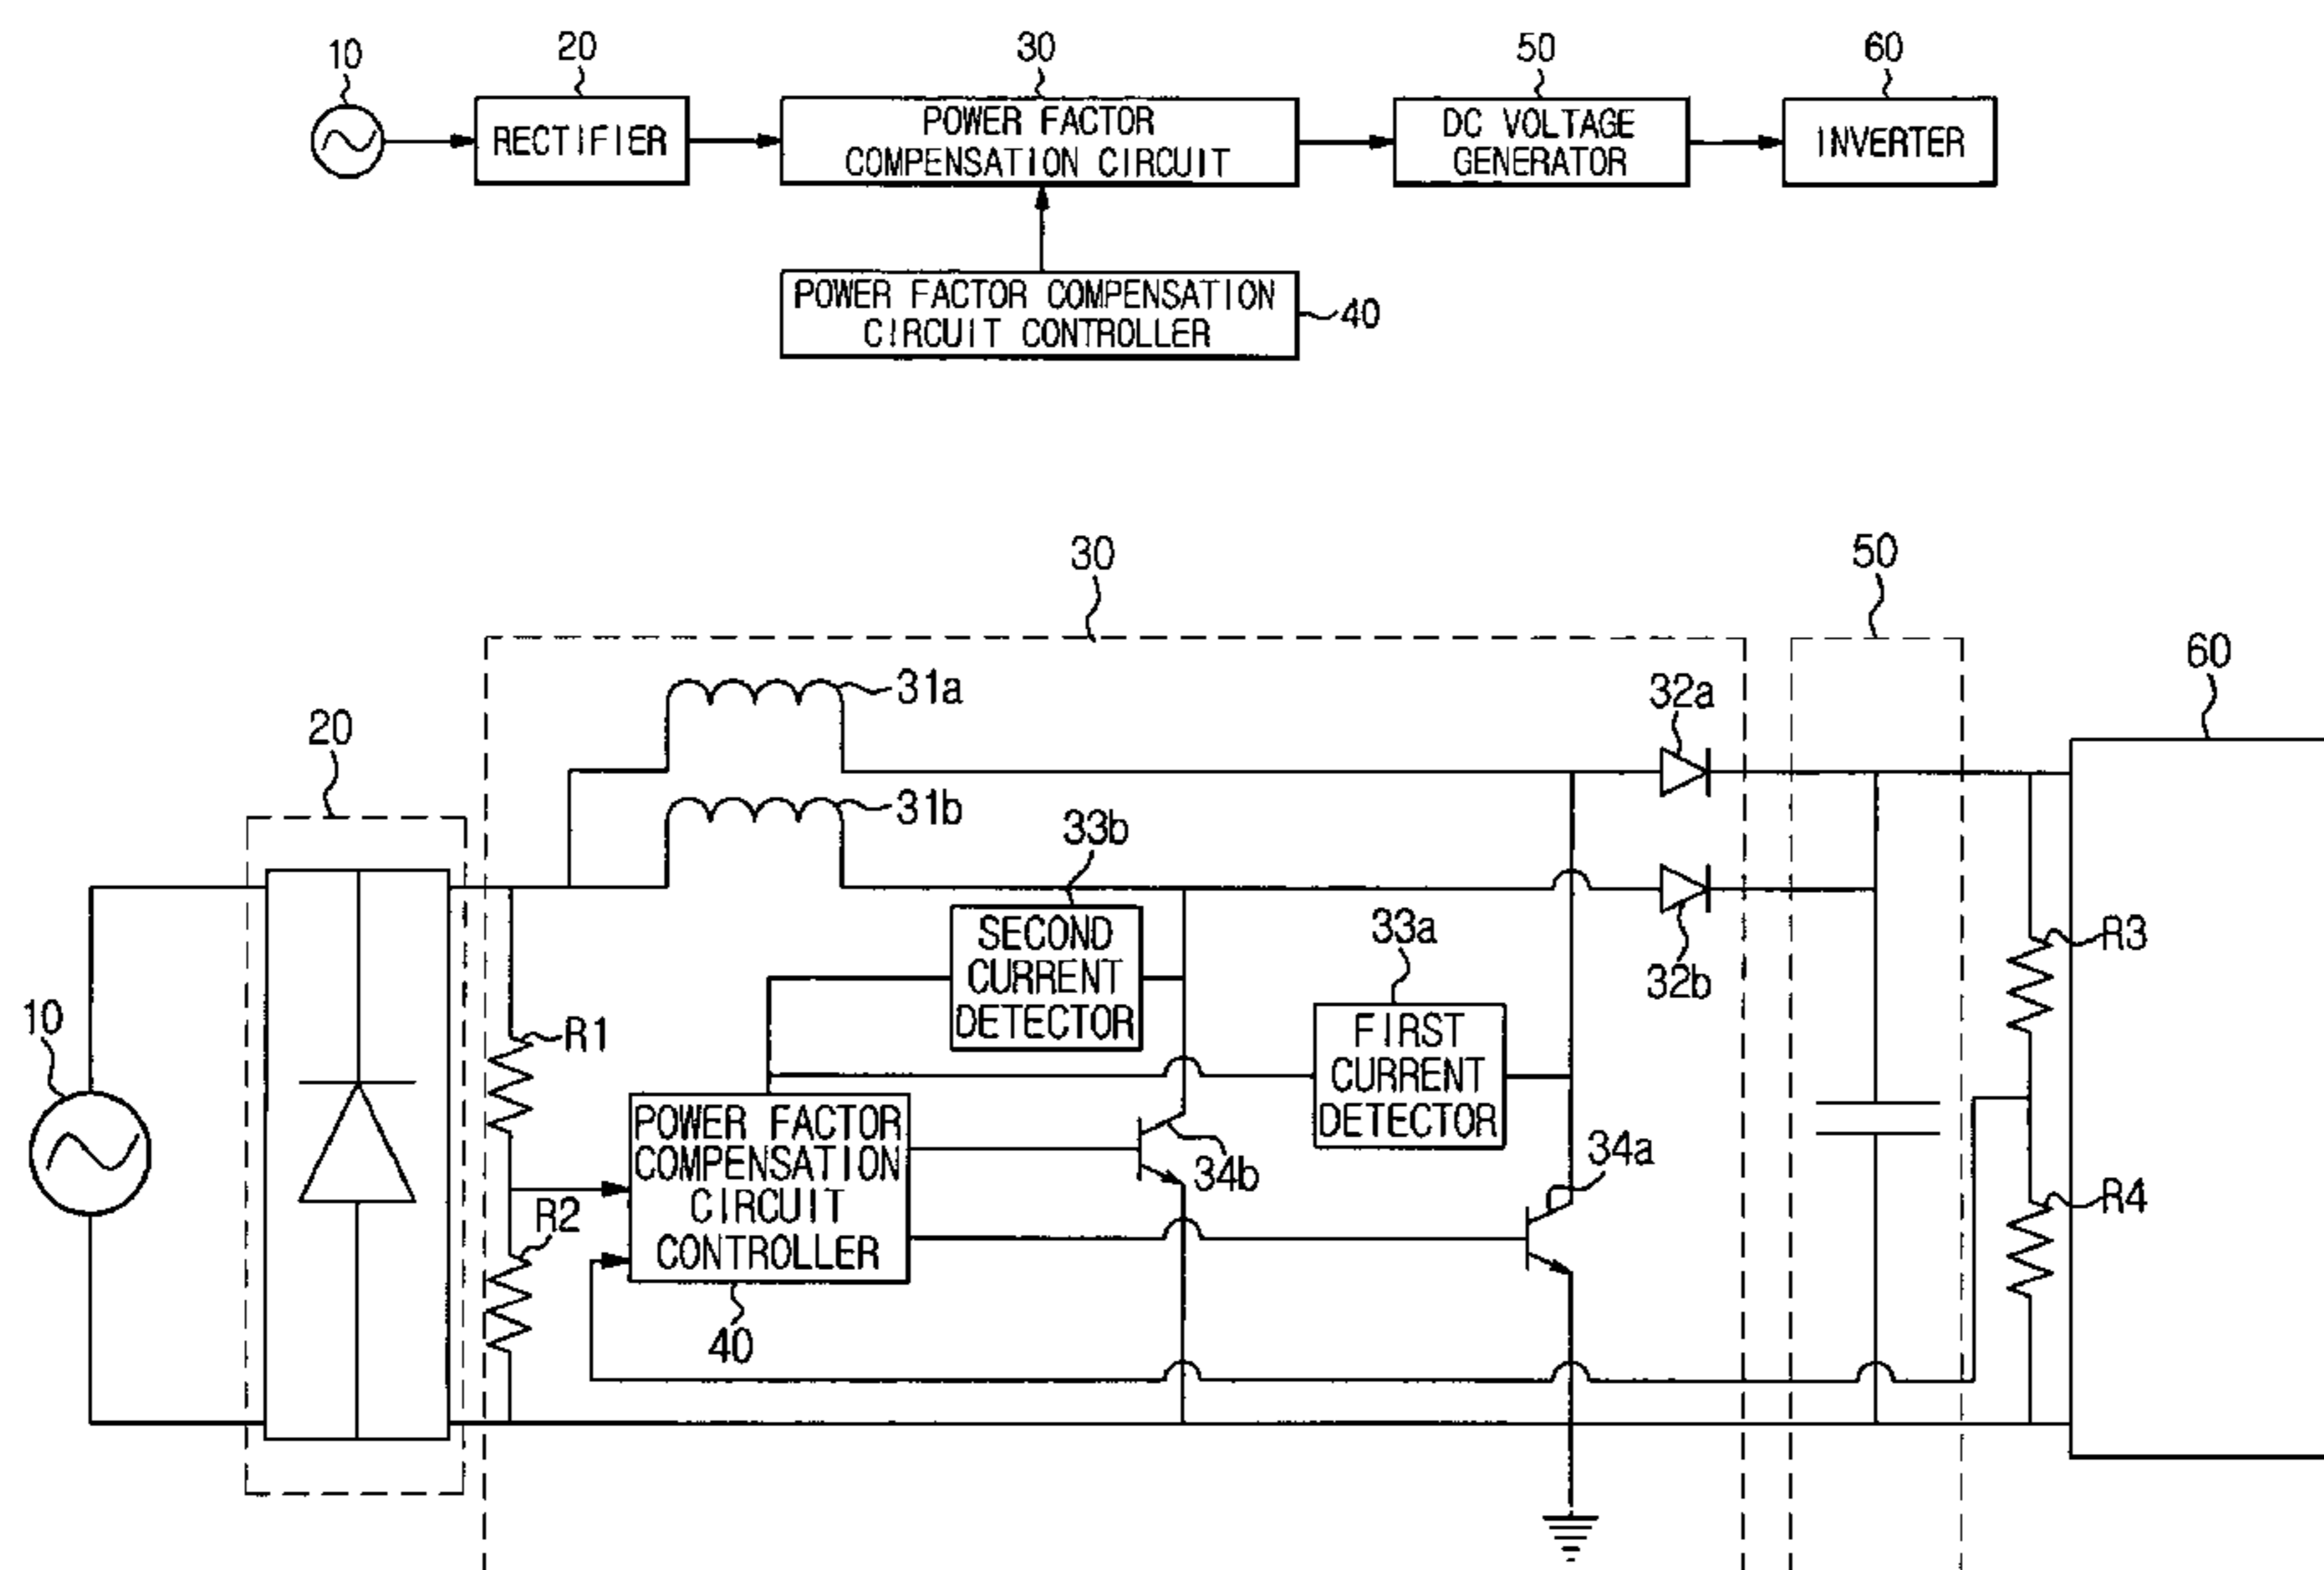 10
20
30
50
60
RECTIFIER
POWER FACTOR
COMPENSATION CIRCUIT
DC VOLTAGE
GENERATOR
INVERTER
POWER FACTOR COMPENSATION
CIRCUIT CONTROLLER
40
30
50
60
31a
32a
20
31b
33b
SECOND
CURRENT
DETECTOR
33a
32b
R3
10
R1
FIRST
CURRENT
DETECTOR
POWER FACTOR
COMPENSATION
CIRCUIT
CONTROLLER
34b
34a
R4
R2
40